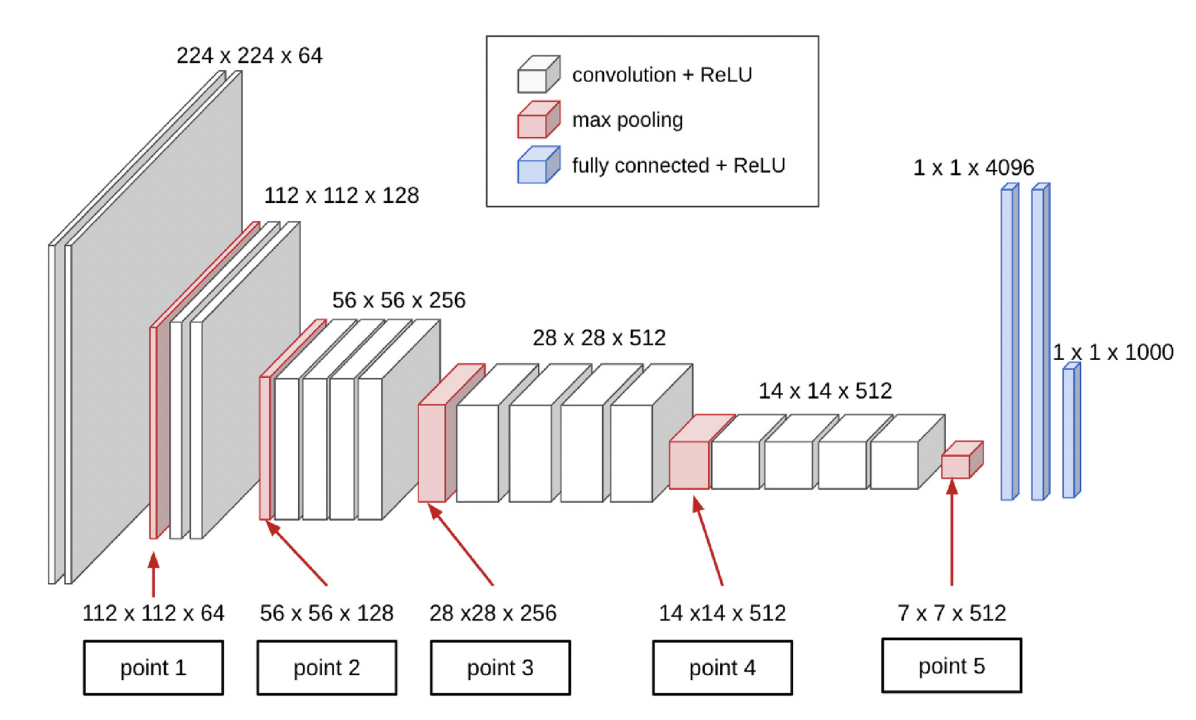 224 x 224 x 64
convolution + ReLU
max pooling
fully connected + ReLU
1 x 1 x 4096
112 x 112 x 128
56 x 56 x 256
28 x 28 x 512
1 x 1 x 1000
14 x 14 x 512
112 x 112 x 64
56 x 56 x 128
28 x28 x 256
14 x14 x 512
7 x 7 x 512
point 1
point 2
point 3
point 4
point 5